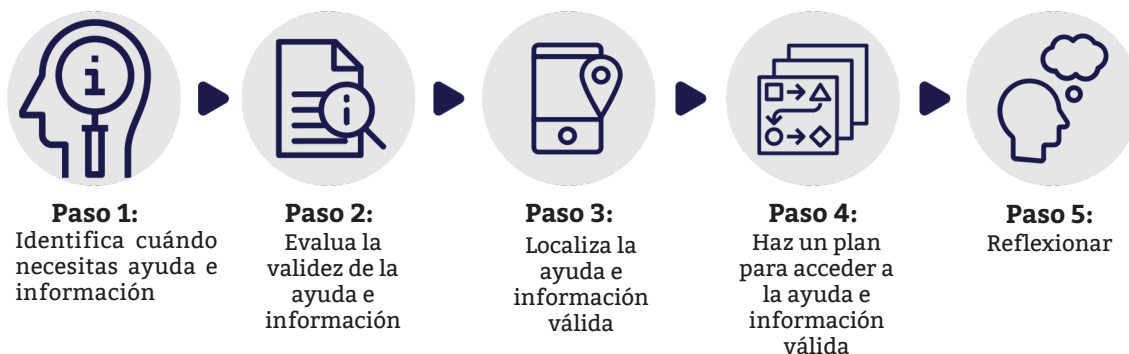 Paso 1:
Identifica cuándo
necesitas ayuda e
información
Paso 2:
Evalua la
validez de la
ayuda e
información
Paso 3:
Localiza la
ayuda e
información
válida
Paso 4:
Haz un plan
para acceder a
la ayuda e
información
válida
Paso 5:
Reflexionar